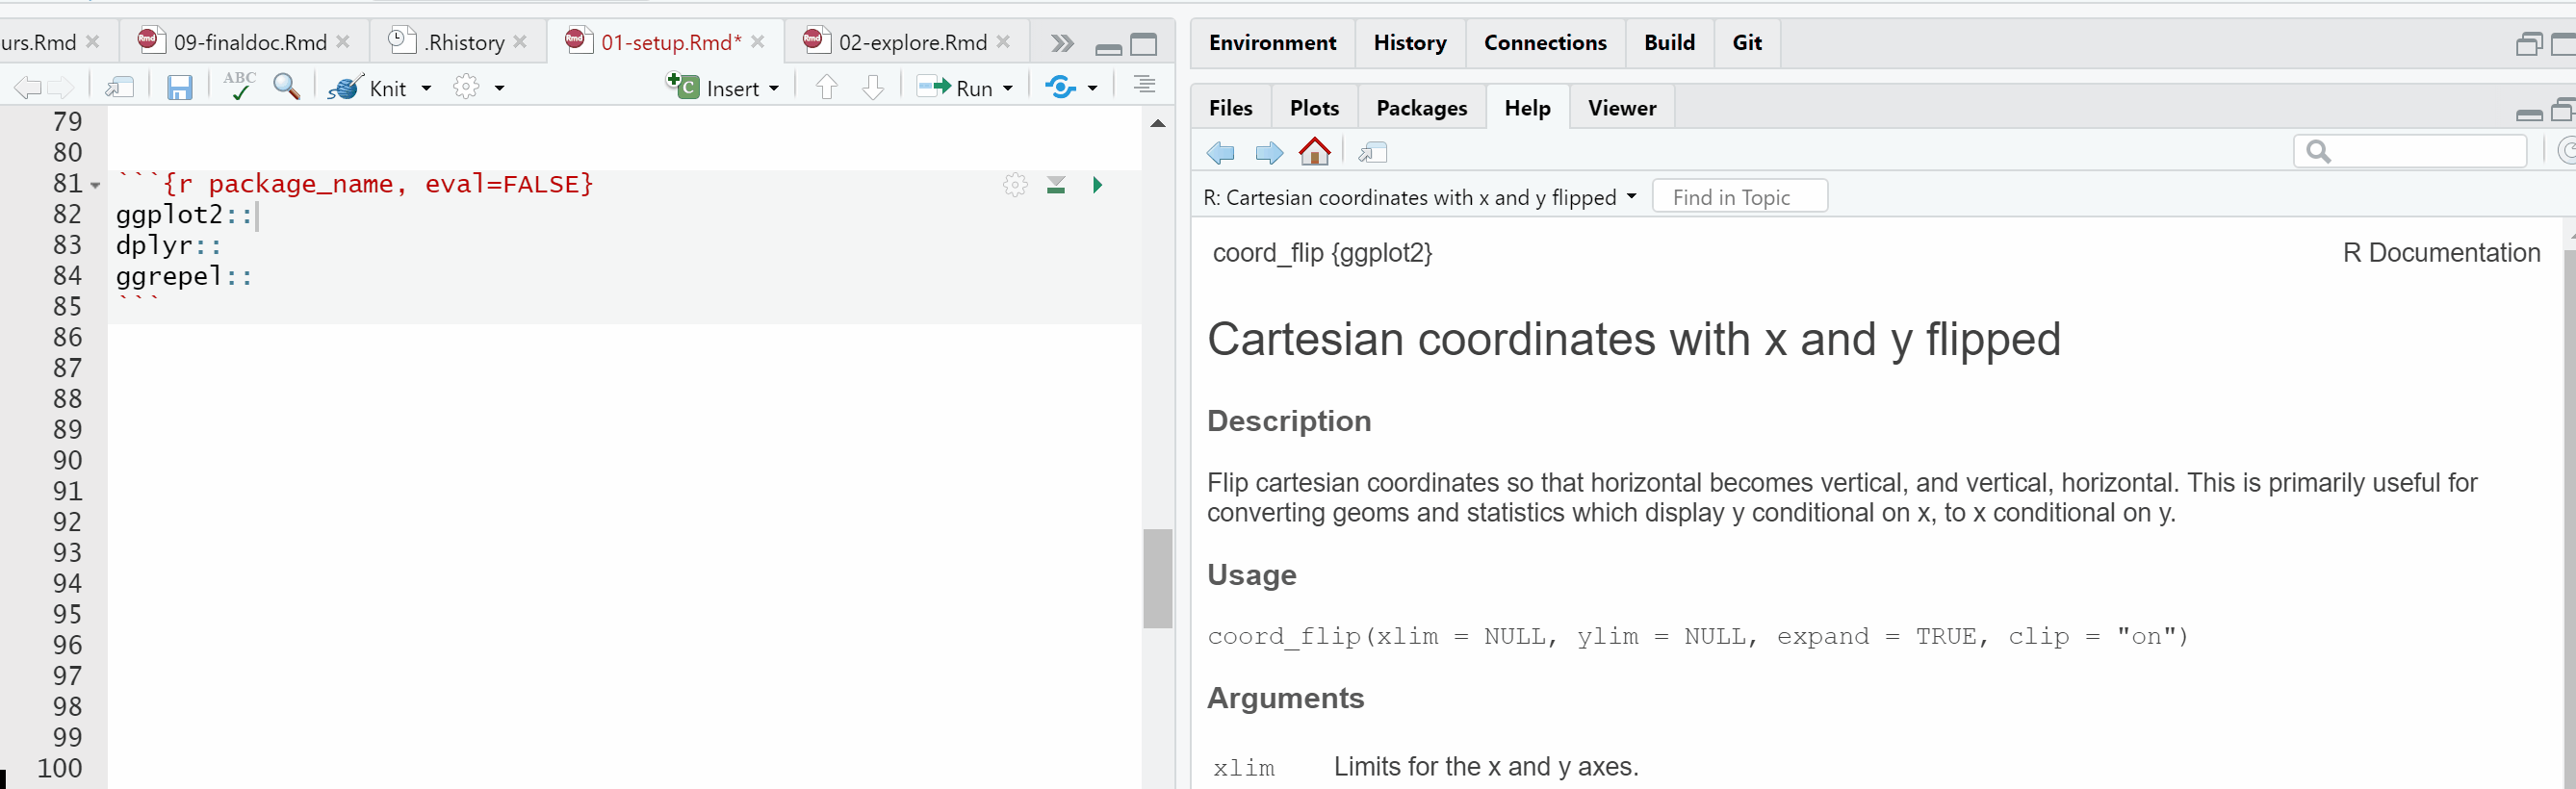 urs.Rmd
09-finaldoc.Rmd
.Rhistory
01-setup.Rmd*
02-explore.Rmd
ABC
Knit
Insert
Run
79
80
81 ```{r package_name, eval=FALSE}
82 ggplot2::
83 dplyr::
84 ggrepel::
85 ```
86
87
88
89
90
91
92
93
94
95
96
97
98
99
100
Environment History Connections Build Git
Files Plots Packages Help Viewer
R: Cartesian coordinates with x and y flipped Find in Topic
coord_flip {ggplot2} R Documentation
Cartesian coordinates with x and y flipped
Description
Flip cartesian coordinates so that horizontal becomes vertical, and vertical, horizontal. This is primarily useful for
converting geoms and statistics which display y conditional on x, to x conditional on y.
Usage
coord_flip(xlim = NULL, ylim = NULL, expand = TRUE, clip = "on")
Arguments
xlim Limits for the x and y axes.